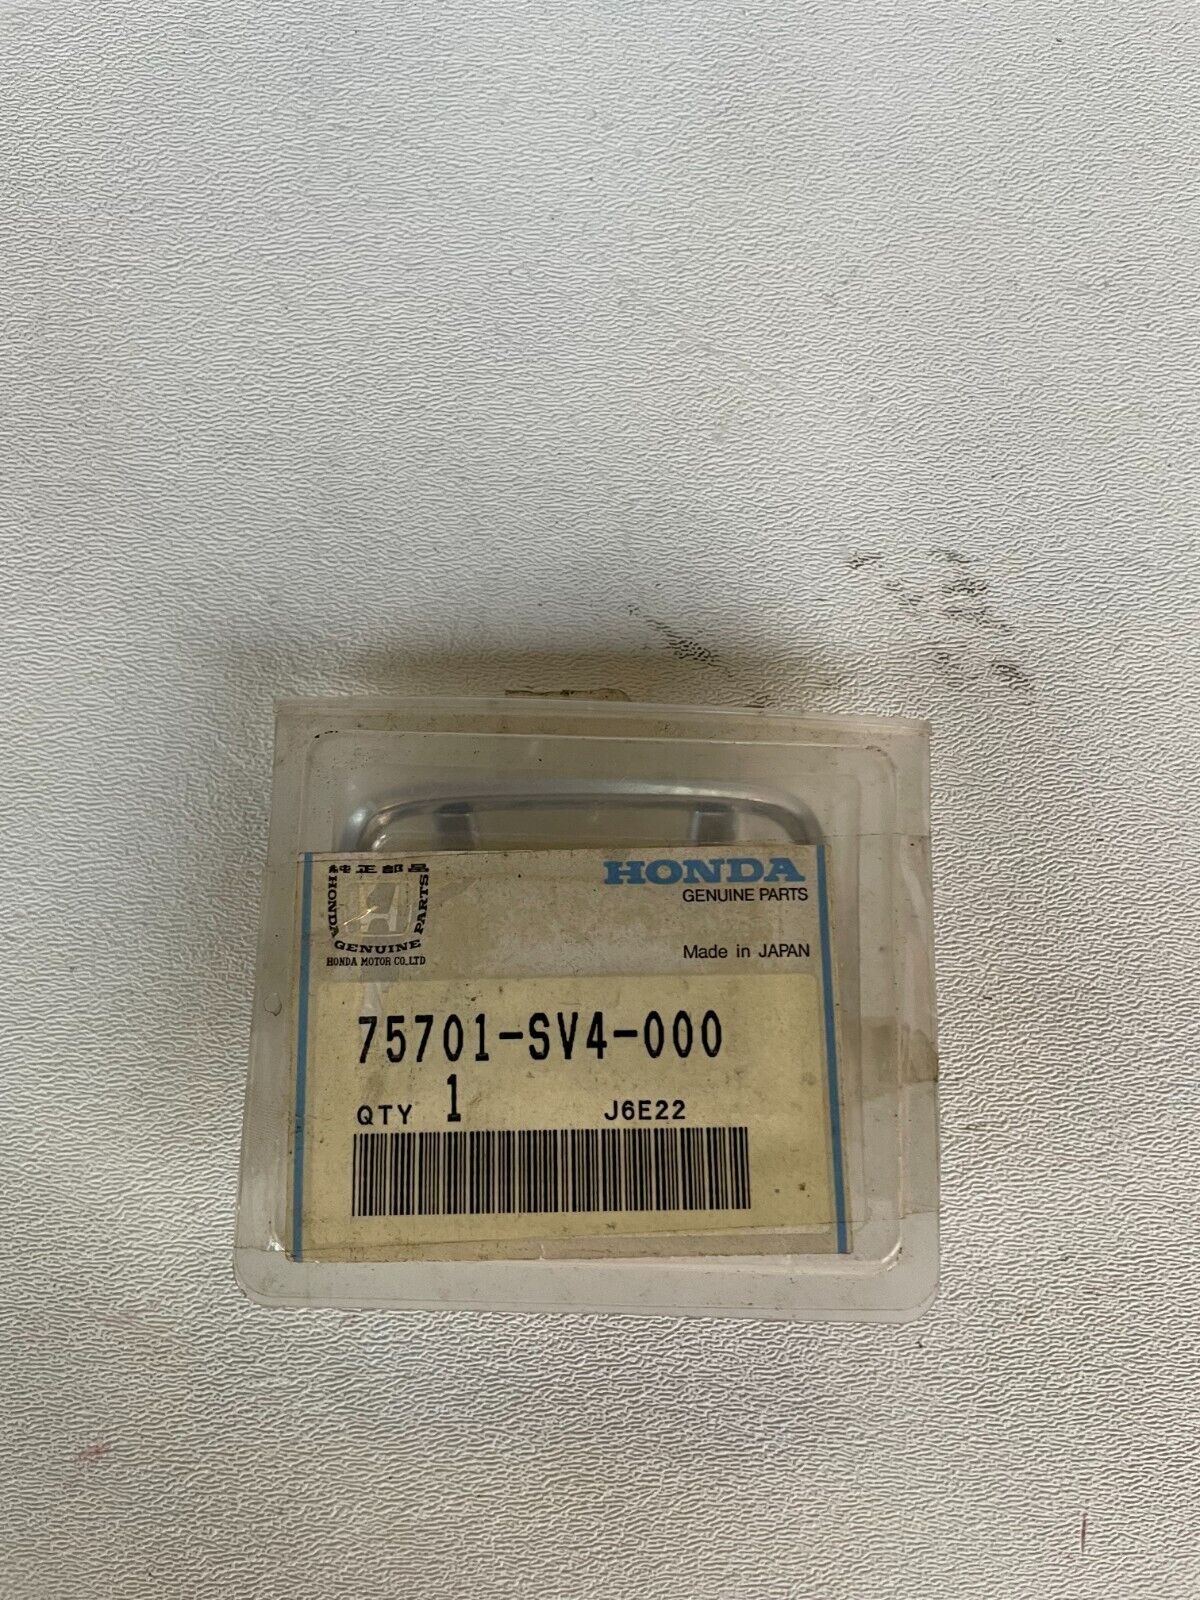 純正部品
HONDA GENUINE PARTS
H
HONDA MOTOR CO.,LTD
HONDA
GENUINE PARTS
Made in JAPAN
75701-SV4-000
QTY 1 J6E22